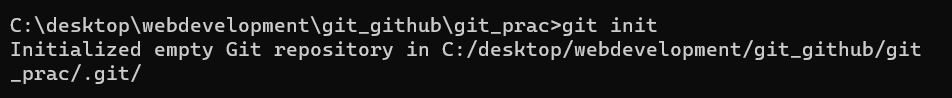 C:\desktop\webdevelopment\git_github\git_prac>git init
Initialized empty Git repository in C:/desktop/webdevelopment/git_github/git
_prac/.git/